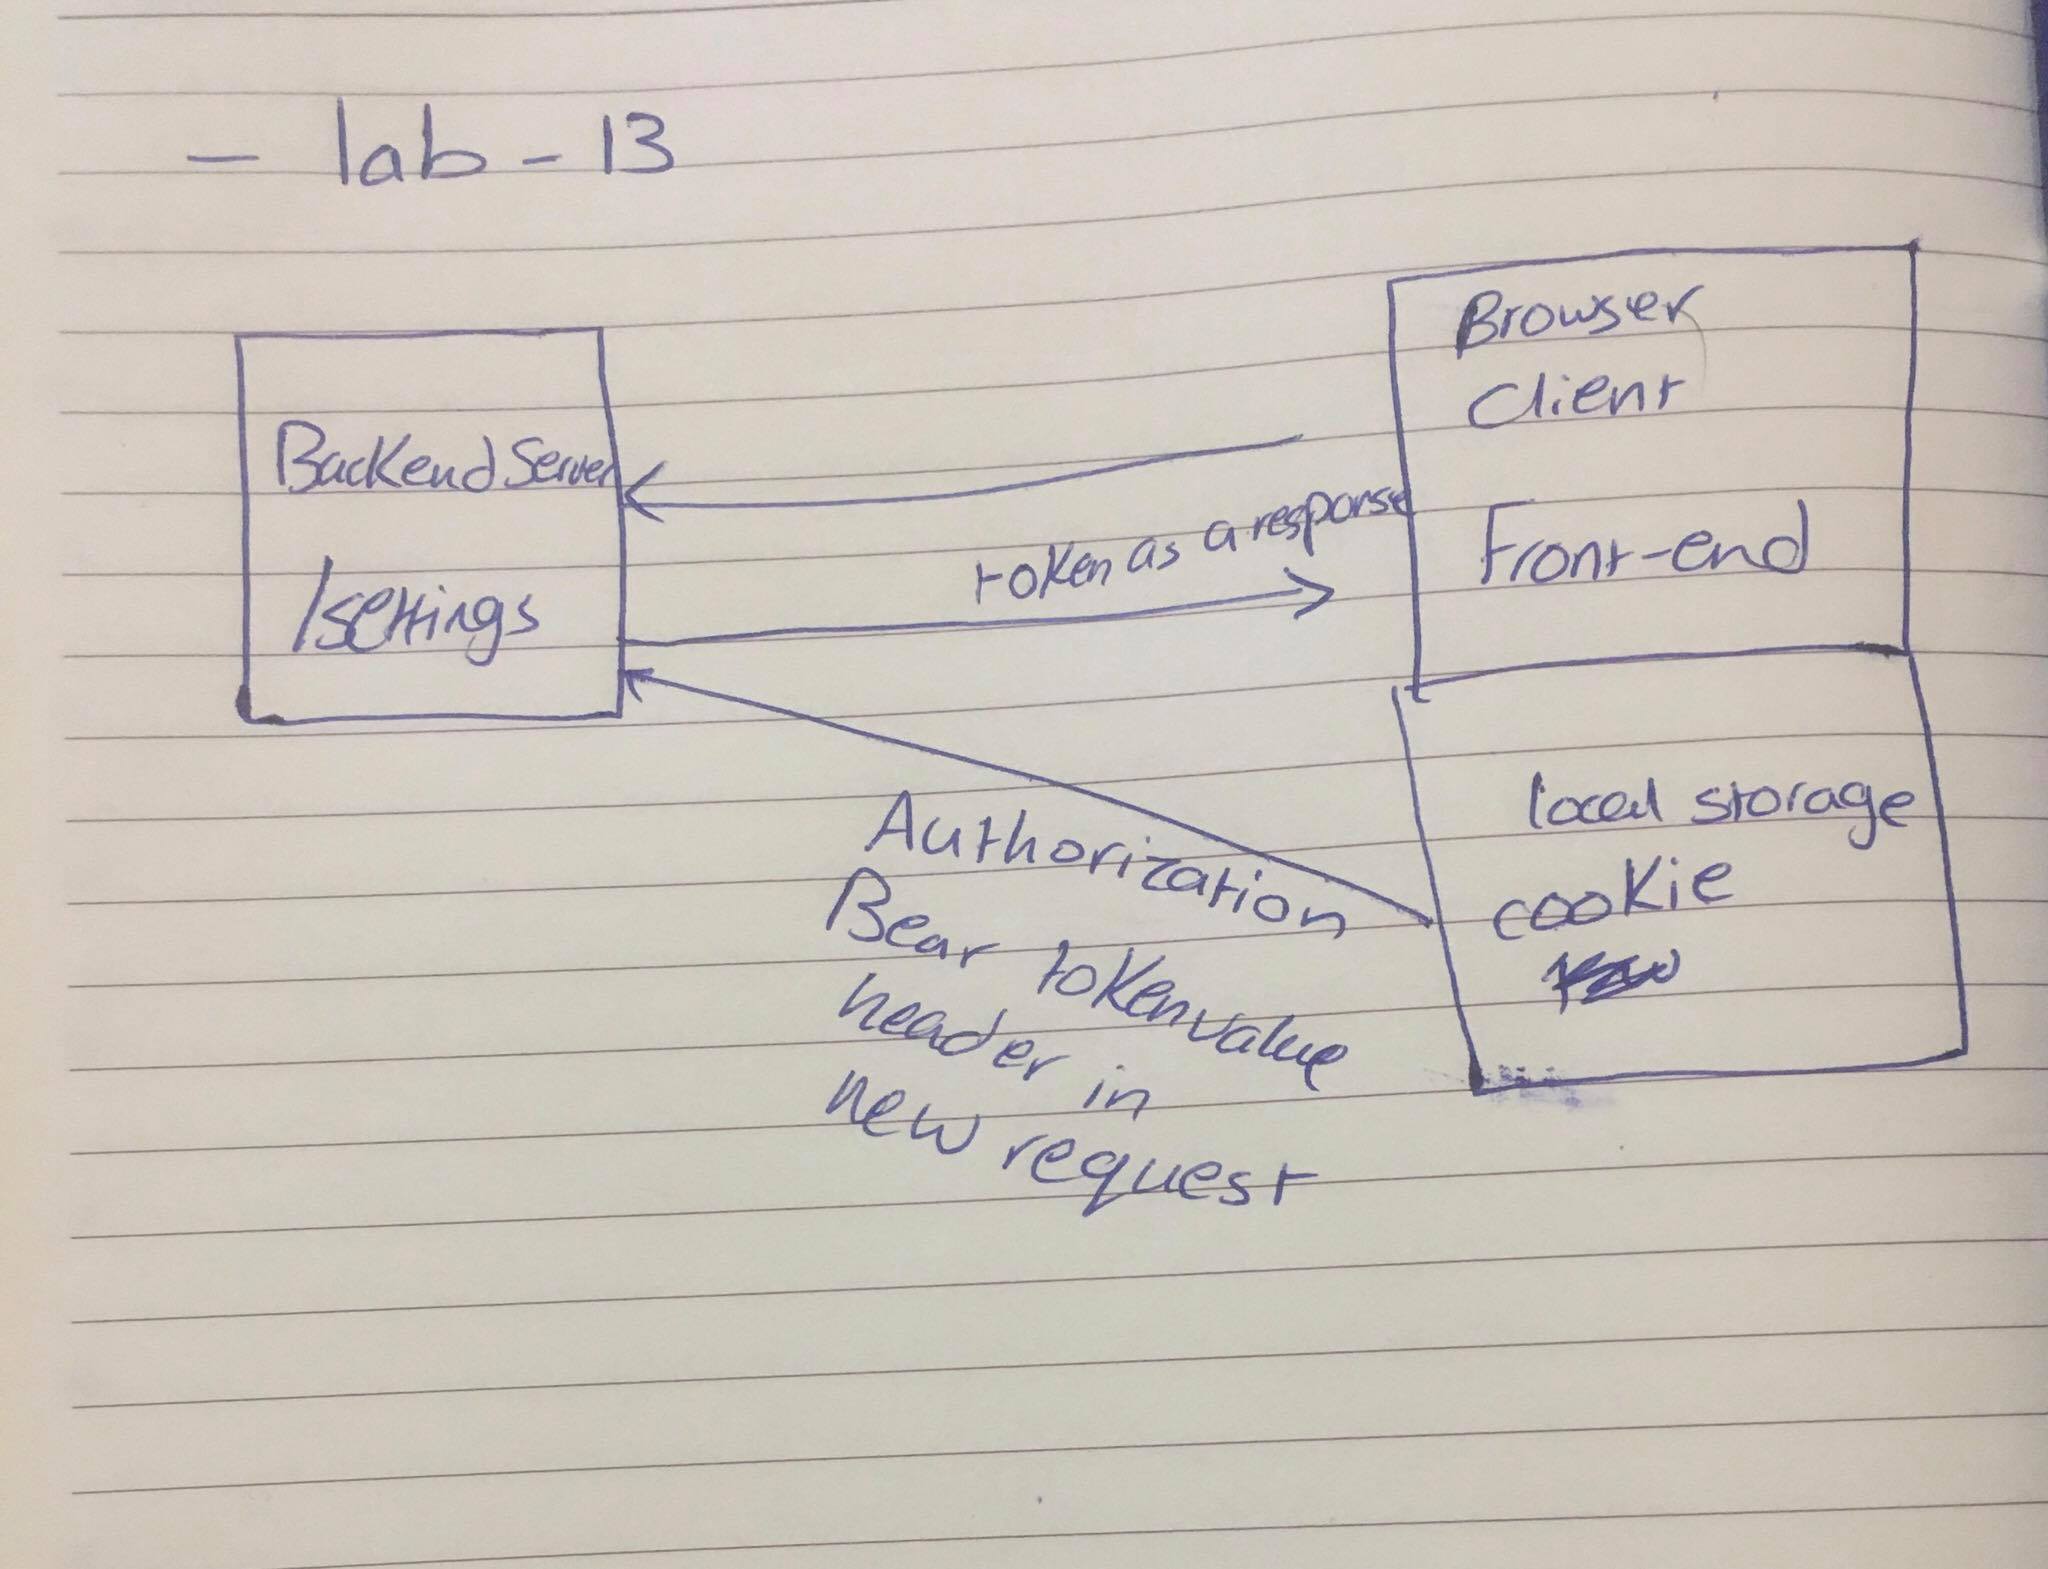 - lab - 13
Backend Server
/settings
token as a response
Browser
Client
Front-end
local storage
cookie
Authorization
Bear tokenvalue
header in
new request